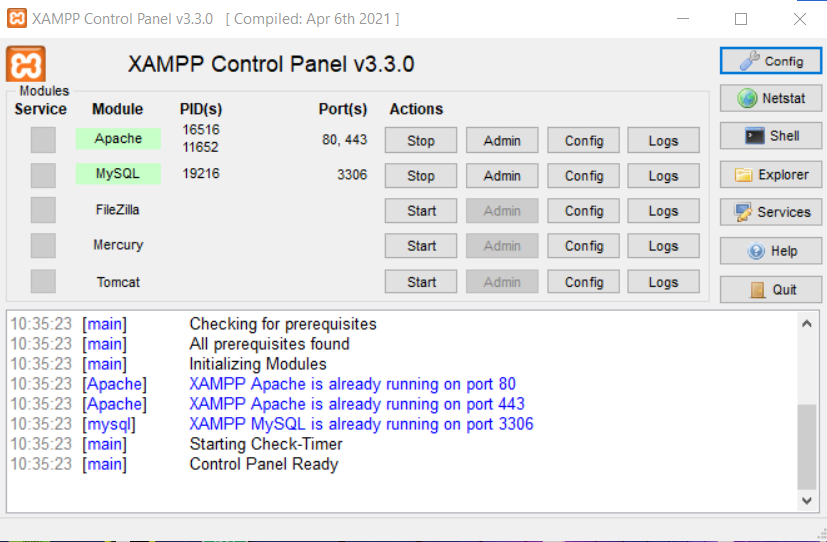 XAMPP Control Panel v3.3.0 [ Compiled: Apr 6th 2021 ]
XAMPP Control Panel v3.3.0
Config
Modules
Service Module PID(s) Port(s) Actions
Netstat
Apache 16516 11652 80, 443 Stop Admin Config Logs
Shell
MySQL 19216 3306 Stop Admin Config Logs
Explorer
FileZilla Start Admin Config Logs
Services
Mercury Start Admin Config Logs
Help
Tomcat Start Admin Config Logs
Quit
10:35:23 [main] Checking for prerequisites
10:35:23 [main] All prerequisites found
10:35:23 [main] Initializing Modules
10:35:23 [Apache] XAMPP Apache is already running on port 80
10:35:23 [Apache] XAMPP Apache is already running on port 443
10:35:23 [mysql] XAMPP MySQL is already running on port 3306
10:35:23 [main] Starting Check-Timer
10:35:23 [main] Control Panel Ready